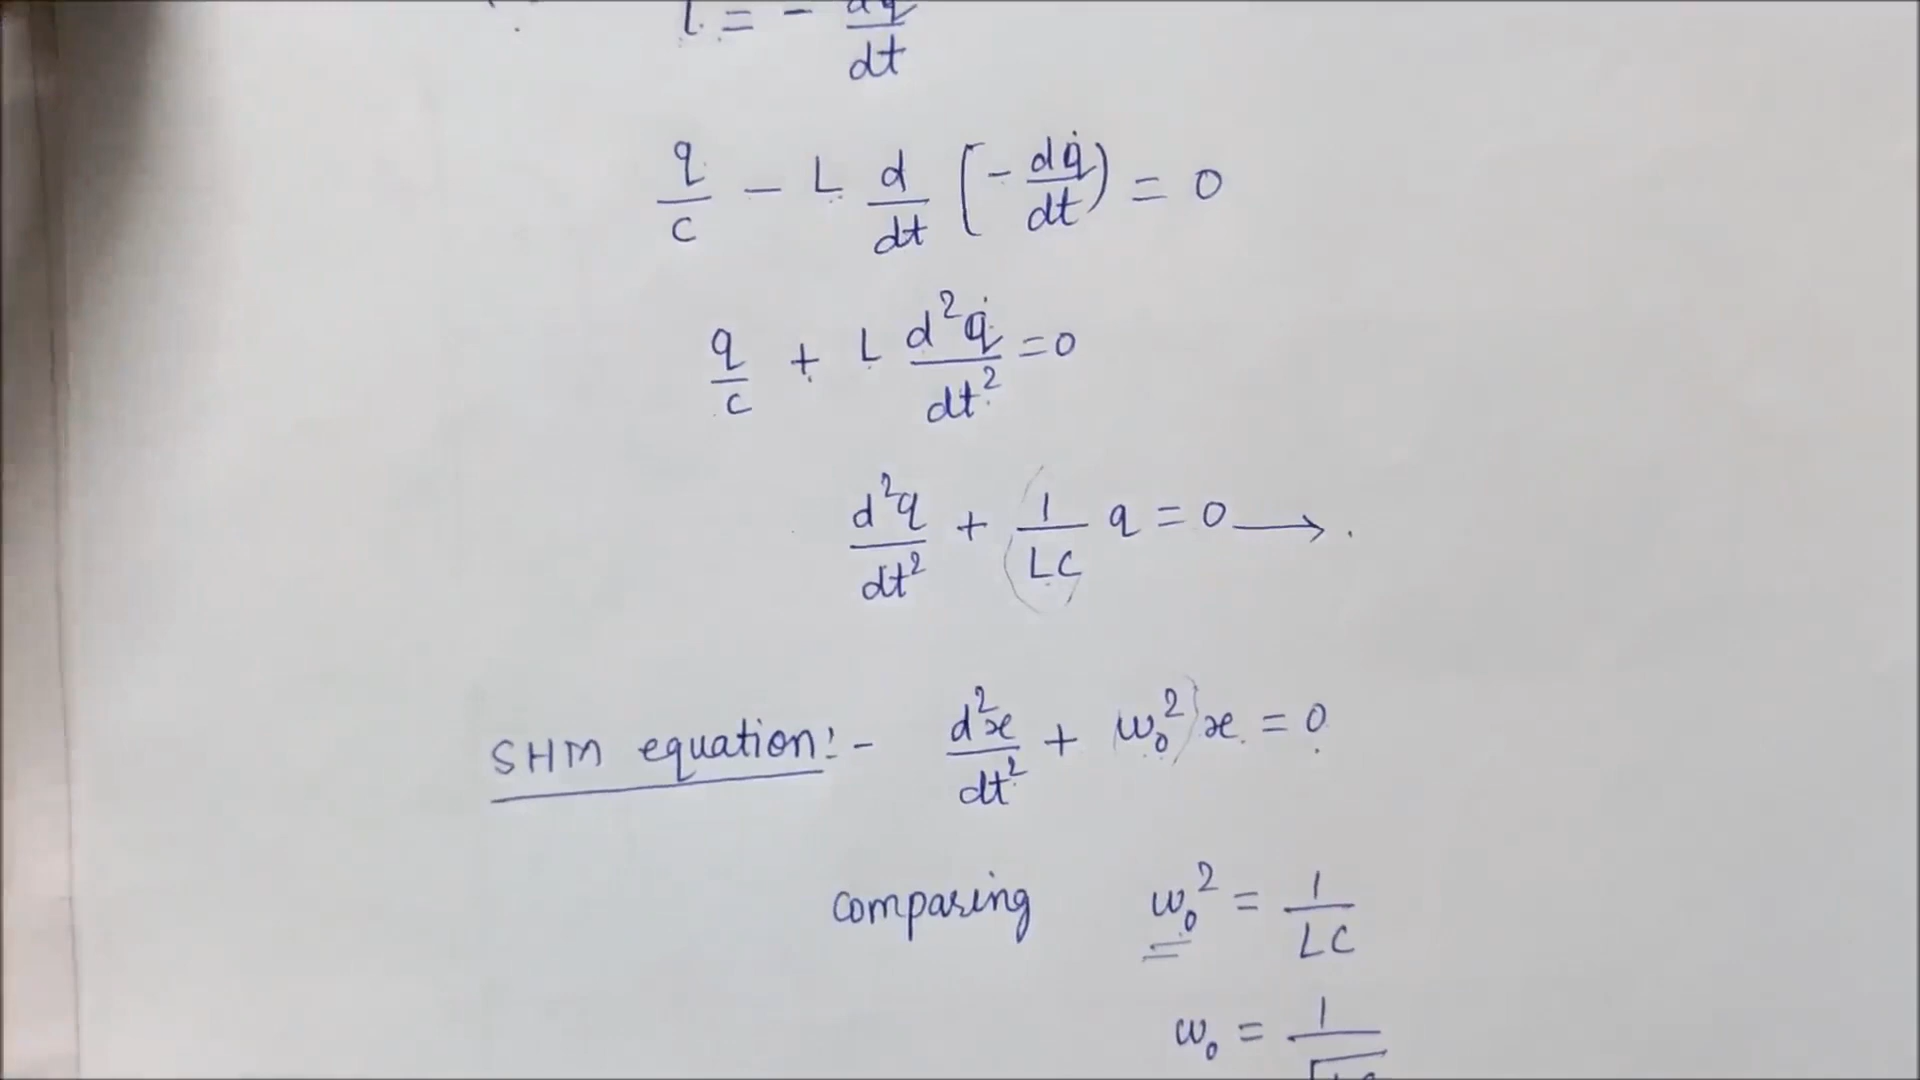 i = - dq/dt
q/c - L d/dt (- dq/dt) = 0
q/c + L d²q/dt² = 0
d²q/dt² + 1/LC q = 0 ⟶ .
SHM equation:- d²x/dt² + ω₀² x = 0
comparing ω₀² = 1/LC
ω₀ = 1/√LC